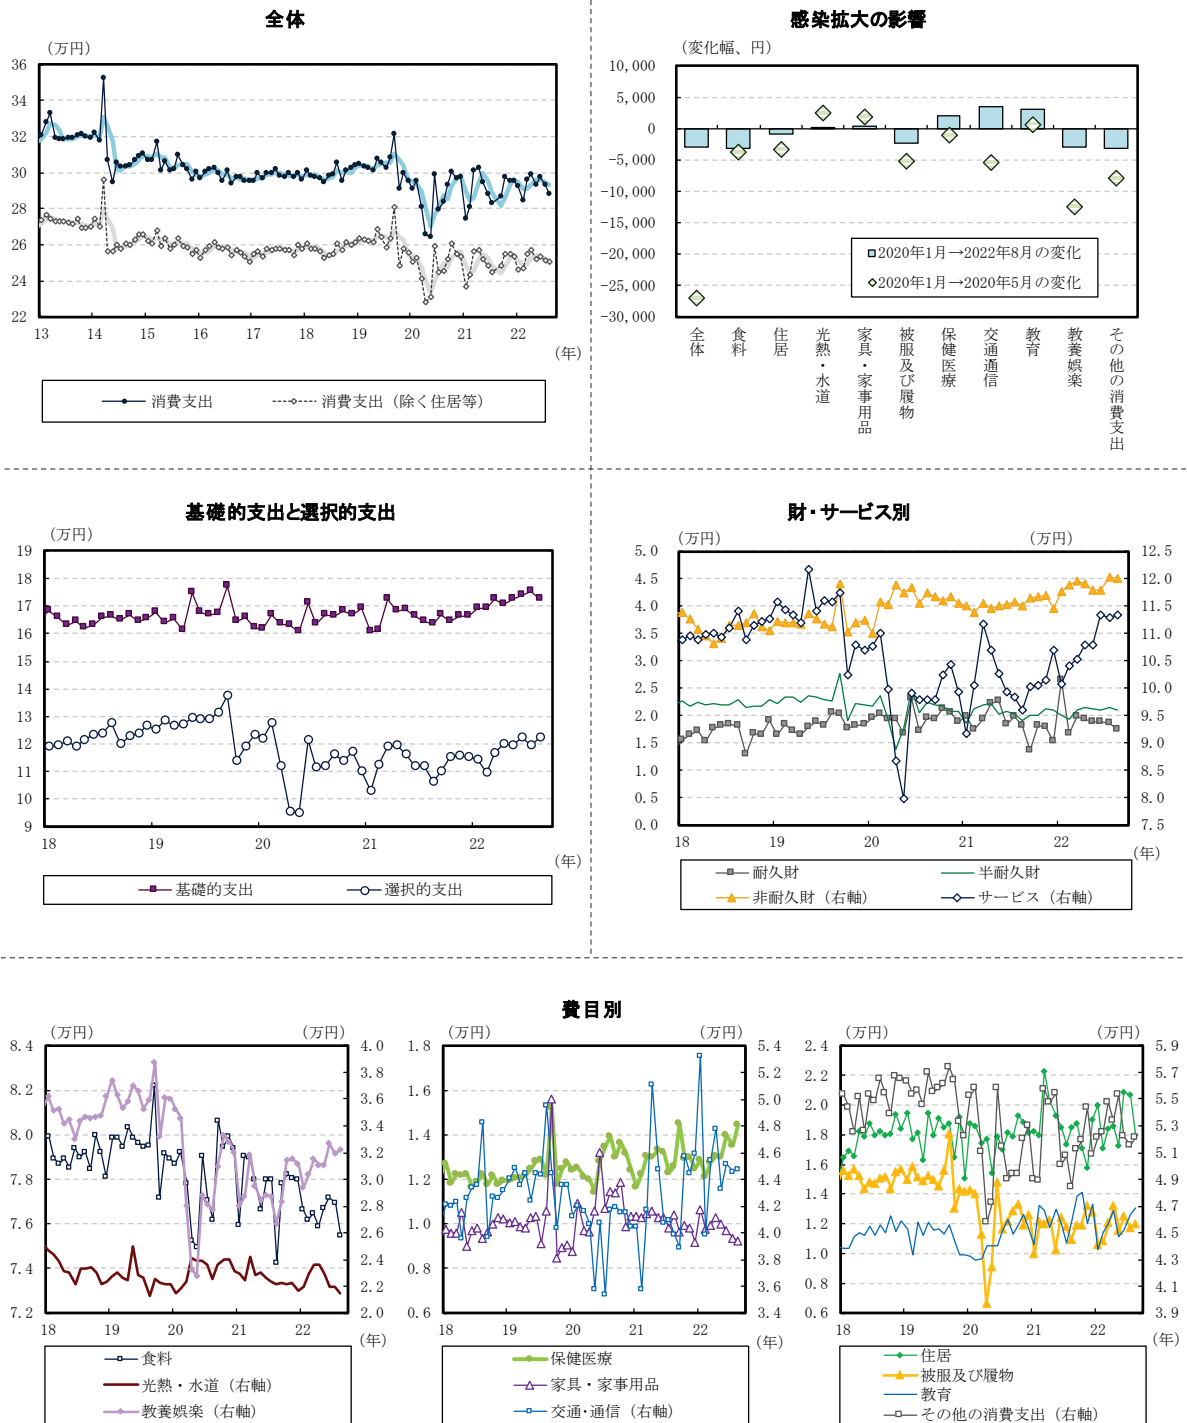 全体
（万円）
36
34
32
30
28
26
24
22
13 14 15 16 17 18 19 20 21 22
（年）
消費支出 消費支出（除く住居等）
感染拡大の影響
（変化幅、円）
10,000
5,000
0
−5,000
−10,000
−15,000
−20,000
−25,000
−30,000
2020年1月→2022年8月の変化
2020年1月→2020年5月の変化
全体
食料
住居
光熱・水道
家具・家事用品
被服及び履物
保健医療
交通通信
教育
教養娯楽
その他の消費支出
基礎的支出と選択的支出
（万円）
19
18
17
16
15
14
13
12
11
10
9
18 19 20 21 22
（年）
基礎的支出 選択的支出
財・サービス別
（万円） （万円）
5.0 12.5
4.5 12.0
4.0 11.5
3.5 11.0
3.0 10.5
2.5 10.0
2.0 9.5
1.5 9.0
1.0 8.5
0.5 8.0
0.0 7.5
18 19 20 21 22
（年）
耐久財 半耐久財
非耐久財（右軸） サービス（右軸）
費目別
（万円） （万円）
8.4 4.0
3.8
8.2 3.6
3.4
8.0 3.2
7.8 3.0
2.8
7.6 2.6
2.4
7.4 2.2
7.2 2.0
18 19 20 21 22
（年）
食料
光熱・水道（右軸）
教養娯楽（右軸）
（万円） （万円）
1.8 5.4
5.2
1.6 5.0
4.8
1.4 4.6
1.2 4.4
4.2
1.0 4.0
3.8
0.8 3.6
0.6 3.4
18 19 20 21 22
（年）
保健医療
家具・家事用品
交通・通信（右軸）
（万円） （万円）
2.4 5.9
2.2 5.7
2.0 5.5
1.8 5.3
1.6 5.1
1.4 4.9
4.7
1.2 4.5
1.0 4.3
0.8 4.1
0.6 3.9
18 19 20 21 22
（年）
住居
被服及び履物
教育
その他の消費支出（右軸）